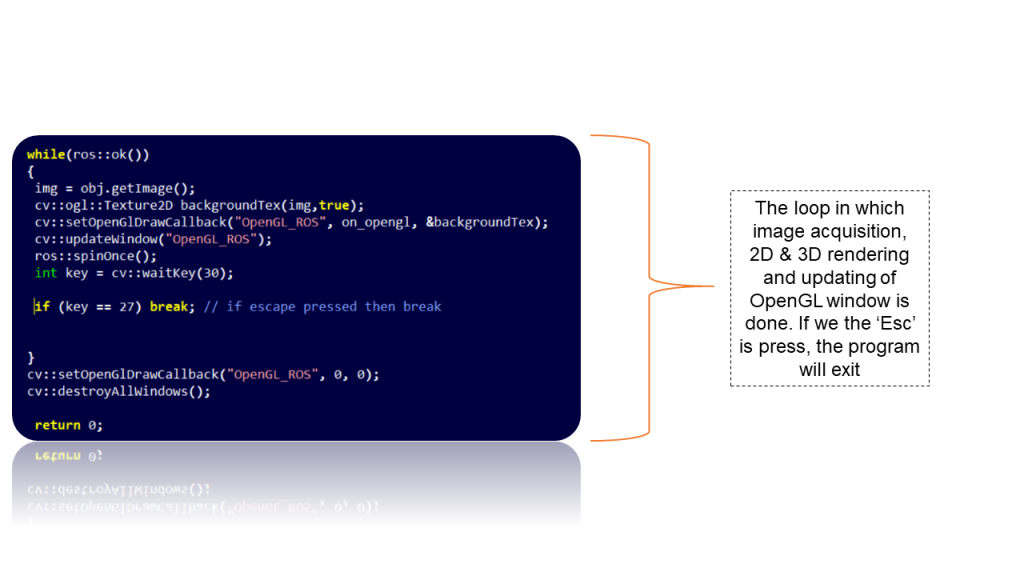 while(ros::ok())
{
img = obj.getImage();
cv::ogl::Texture2D backgroundTex(img,true);
cv::setOpenGlDrawCallback("OpenGL_ROS", on_opengl, &backgroundTex);
cv::updateWindow("OpenGL_ROS");
ros::spinOnce();
int key = cv::waitKey(30);
if (key == 27) break; // if escape pressed then break
}
cv::setOpenGlDrawCallback("OpenGL_ROS", 0, 0);
cv::destroyAllWindows();
return 0;
The loop in which
image acquisition,
2D & 3D rendering
and updating of
OpenGL window is
done. If we the ‘Esc’
is press, the program
will exit